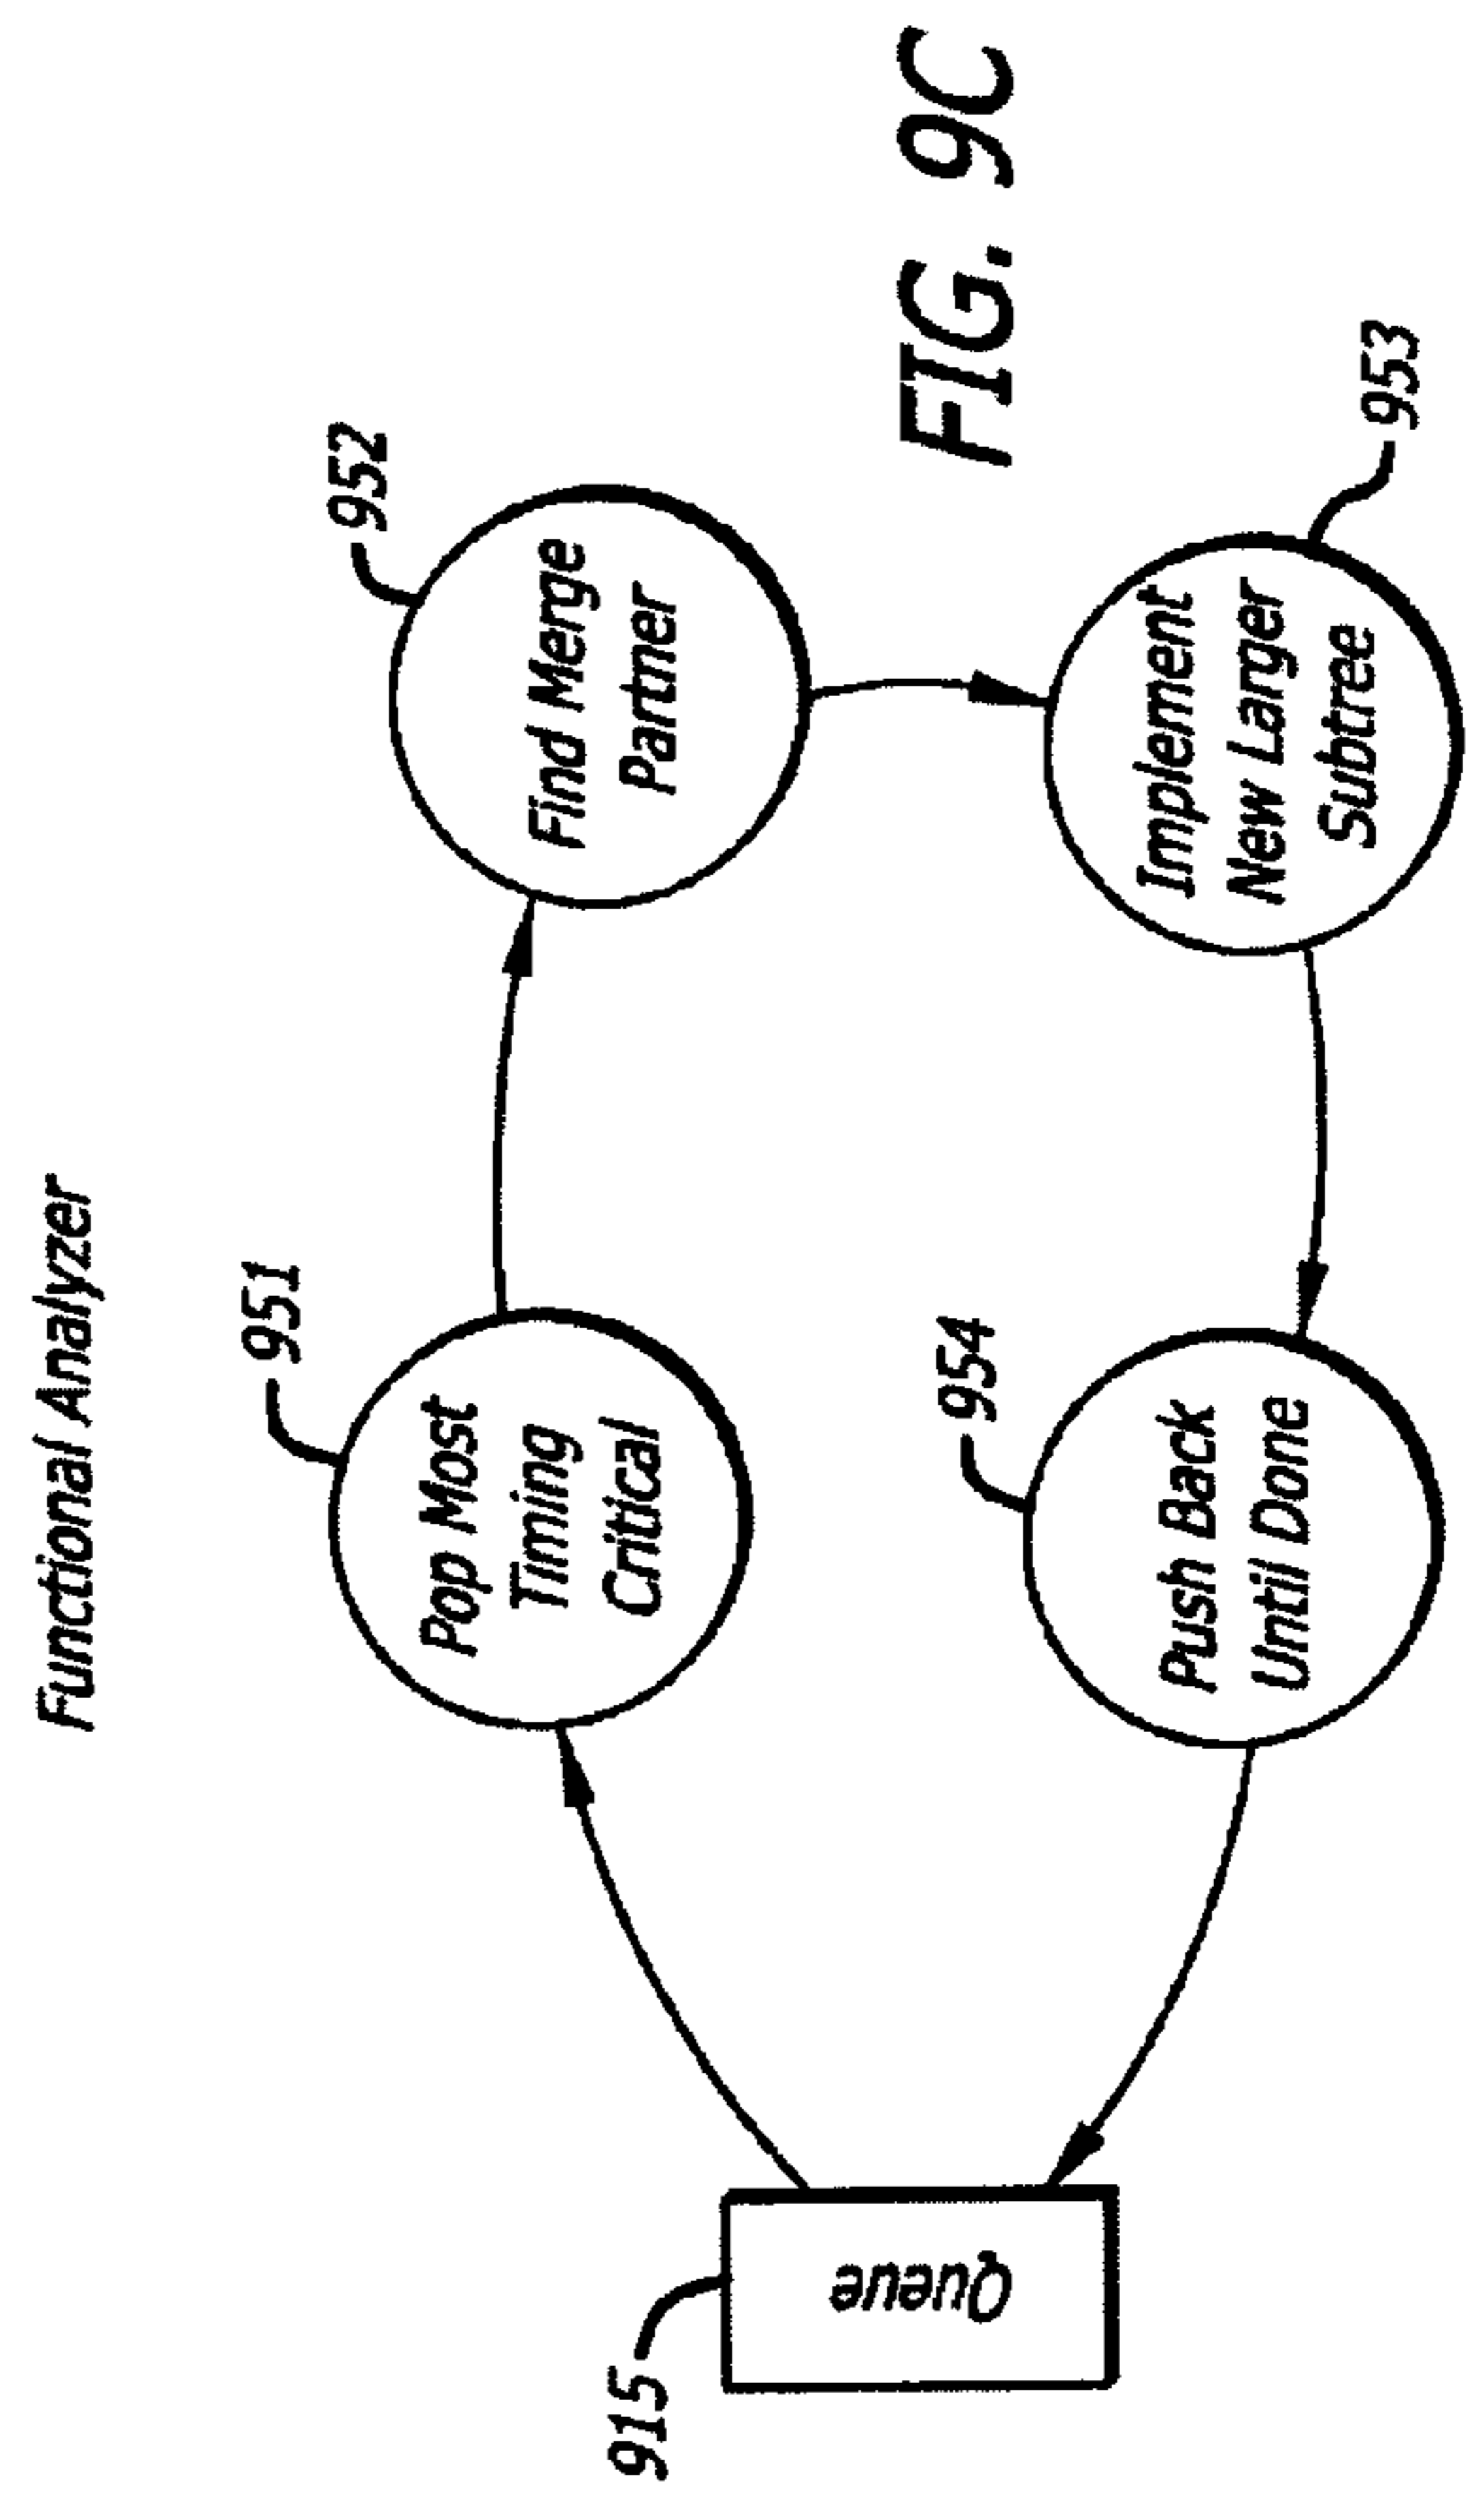 Functional Analyzer
951
Pop Most
Timing
Critical
952
Find Merge
Partner
915
Queue
954
Push Back
Until Done
953
Implement
New Larger
Suptree
FIG. 9C